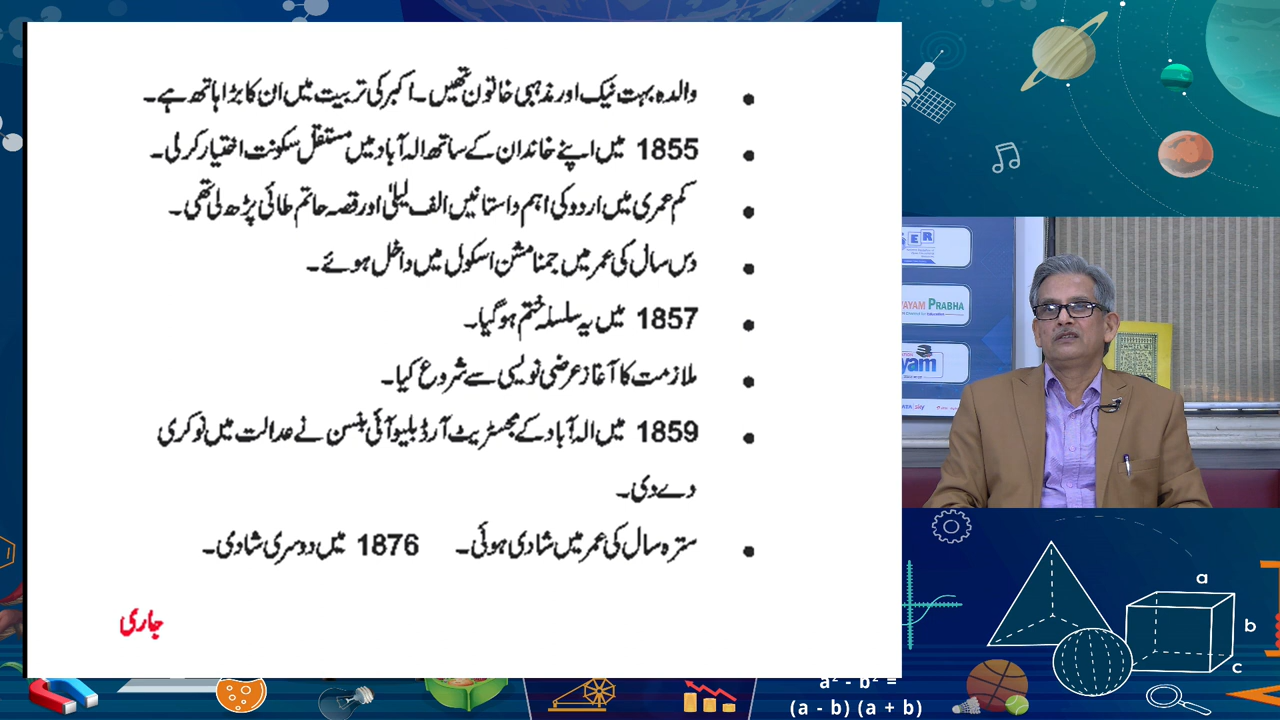 والدہ بہت نیک اور مذہبی خاتون تھیں۔ اکبر کی تربیت میں ان کا بڑا ہاتھ ہے۔
1855 میں اپنے خاندان کے ساتھ الہ آباد میں مستقل سکونت اختیار کرلی۔
کم عمری میں اردو کی اہم داستانیں الف لیلیٰ اور قصہ حاتم طائی پڑھ لی تھی۔
دس سال کی عمر میں جمنا مشن اسکول میں داخل ہوئے۔
1857 میں یہ سلسلہ ختم ہوگیا۔
ملازمت کا آغاز عرضی نویسی سے شروع کیا۔
1859 میں الہ آباد کے مجسٹریٹ آر ڈبلیو آئی بنسن نے عدالت میں نوکری
دے دی۔
سترہ سال کی عمر میں شادی ہوئی۔ 1876 میں دوسری شادی۔
جاری
AYAM PRABHA
yam
a
b
c
a² - b² =
(a - b) (a + b)